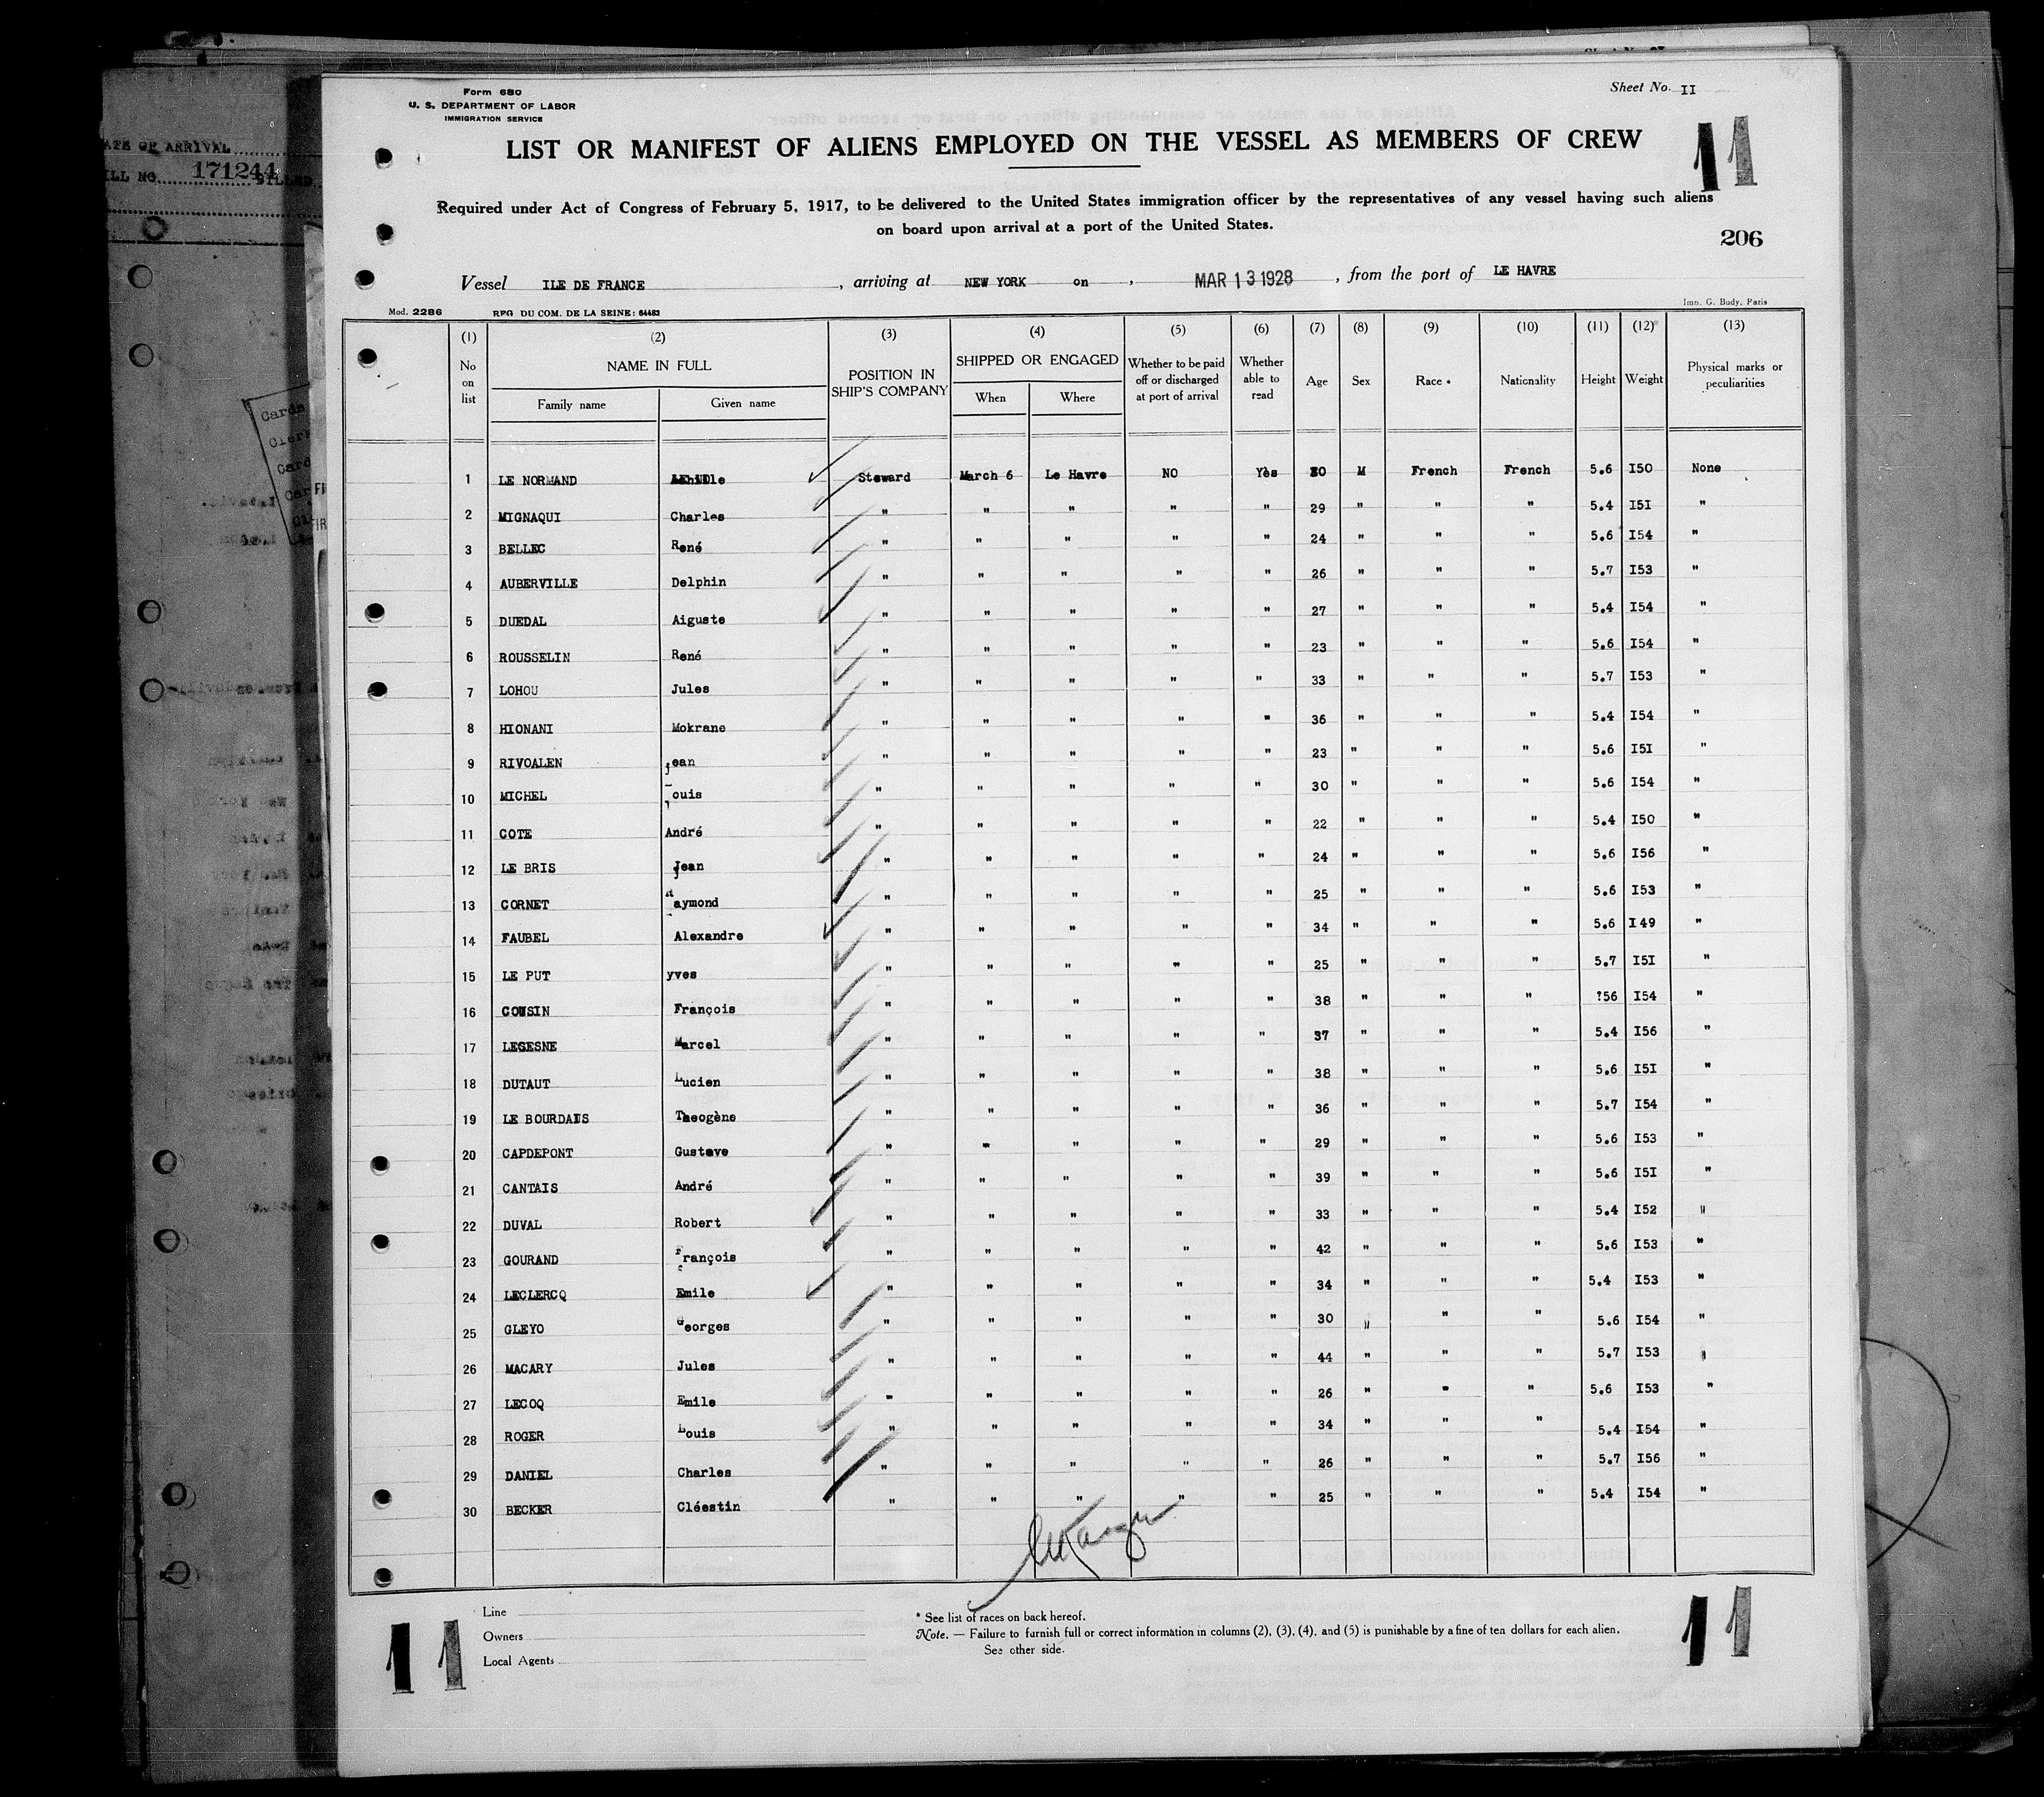 Form 680
U. S. DEPARTMENT OF LABOR
IMMIGRATION SERVICE
Sheet No. II
LIST OR MANIFEST OF ALIENS EMPLOYED ON THE VESSEL AS MEMBERS OF CREW
11
Required under Act of Congress of February 5, 1917, to be delivered to the United States immigration officer by the representatives of any vessel having such aliens
on board upon arrival at a port of the United States.
206
171244
Vessel ILE DE FRANCE, arriving at NEW YORK on, MAR 13 1928, from the port of LE HAVRE
Mod. 2286 RPG DU COM. DE LA SEINE: 64483 Imp. G. Budy, Paris
(1) (2) (3) (4) (5) (6) (7) (8) (9) (10) (11) (12) (13)
No on list NAME IN FULL Family name Given name POSITION IN SHIP'S COMPANY SHIPPED OR ENGAGED When Where Whether to be paid off or discharged at port of arrival Whether able to read Age Sex Race * Nationality Height Weight Physical marks or peculiarities
1 LE NORMAND Steward March 6 Le Havre NO Yès M French French 5.6 I50 None
2 MIGNAQUI Charles " " " " " 29 " " " 5.4 I5I "
3 BELLEC René " " " " " 24 " " " 5.6 I54 "
4 AUBERVILLE Delphin " " " " " 26 " " " 5.7 I53 "
5 DUEDAL Aiguste " " " " " 27 " " " 5.4 I54 "
6 ROUSSELIN René " " " " " 23 " " " 5.6 I54 "
7 LOHOU Jules " " " " " 33 " " " 5.7 I53 "
8 HIONANI Mokrane " " " " " 36 " " " 5.4 I54 "
9 RIVOALEN jean " " " " " 23 " " " 5.6 I5I "
10 MICHEL Louis " " " " " 30 " " " 5.6 I54 "
11 COTE André " " " " " 22 " " " 5.4 I50 "
12 LE BRIS Jean " " " " " 24 " " " 5.6 I56 "
13 CORNET Raymond " " " " " 25 " " " 5.6 I53 "
14 FAUBEL Alexandre " " " " " 34 " " " 5.6 I49 "
15 LE PUT yves " " " " " 25 " " " 5.7 I5I "
16 COUSIN François " " " " " 38 " " " ?56 I54 "
17 LEGESNE Marcel " " " " " 37 " " " 5.4 I56 "
18 DUTAUT Lucien " " " " " 38 " " " 5.6 I5I "
19 LE BOURDAIS Theogène " " " " " 36 " " " 5.7 I54 "
20 CAPDEPONT Gustave " " " " " 29 " " " 5.6 I53 "
21 CANTAIS André " " " " " 39 " " " 5.6 I5I "
22 DUVAL Robert " " " " " 33 " " " 5.4 I52 "
23 GOURAND François " " " " " 42 " " " 5.6 I53 "
24 LECLERCQ Emile " " " " " 34 " " " 5.4 I53 "
25 GLEYO Georges " " " " " 30 " " " 5.6 I54 "
26 MACARY Jules " " " " " 44 " " " 5.7 I53 "
27 LECOQ Emile " " " " " 26 " " " 5.6 I53 "
28 ROGER Louis " " " " " 34 " " " 5.4 I54 "
29 DANIEL Charles " " " " " 26 " " " 5.7 I56 "
30 BECKER Cléestin " " " " " 25 " " " 5.4 I54 "
Line
Owners
Local Agents
* See list of races on back hereof.
Note. — Failure to furnish full or correct information in columns (2), (3), (4), and (5) is punishable by a fine of ten dollars for each alien.
See other side.
11
11